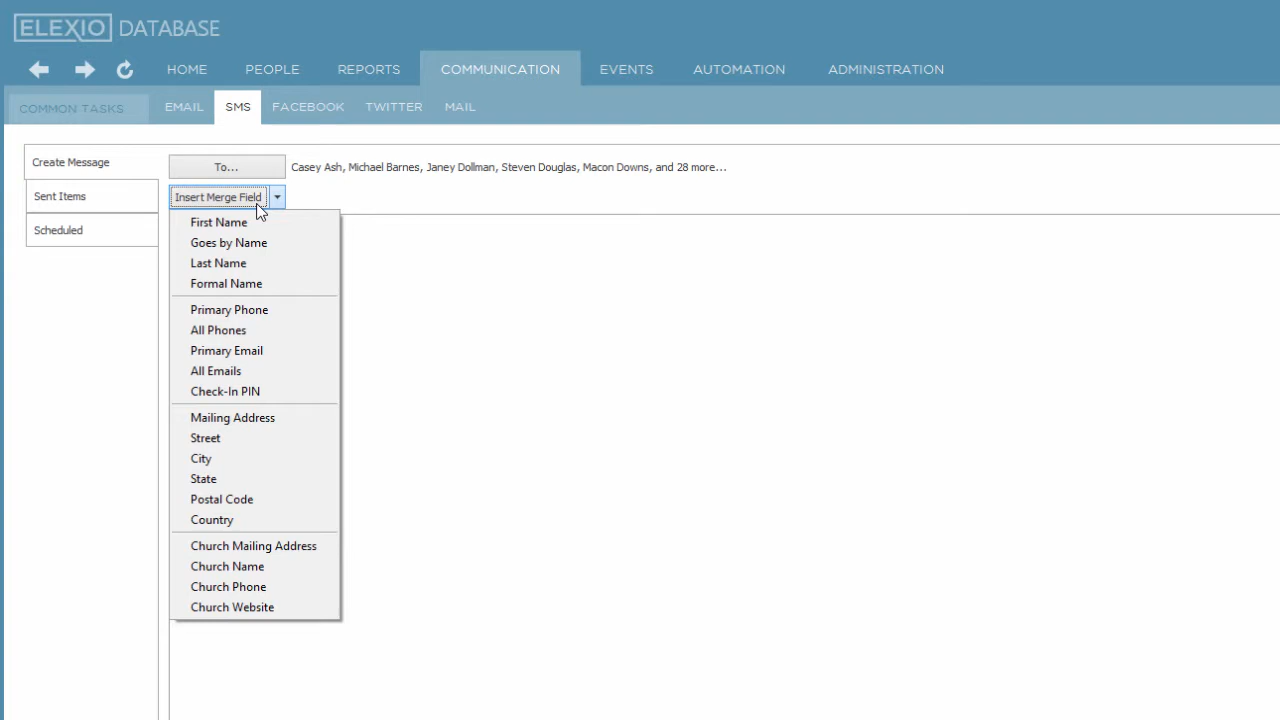 ELEXIO DATABASE
HOME PEOPLE REPORTS COMMUNICATION EVENTS AUTOMATION ADMINISTRATION
COMMON TASKS EMAIL SMS FACEBOOK TWITTER MAIL
Create Message
To...
Casey Ash, Michael Barnes, Janey Dollman, Steven Douglas, Macon Downs, and 28 more...
Sent Items
Insert Merge Field
Scheduled
First Name
Goes by Name
Last Name
Formal Name
Primary Phone
All Phones
Primary Email
All Emails
Check-In PIN
Mailing Address
Street
City
State
Postal Code
Country
Church Mailing Address
Church Name
Church Phone
Church Website